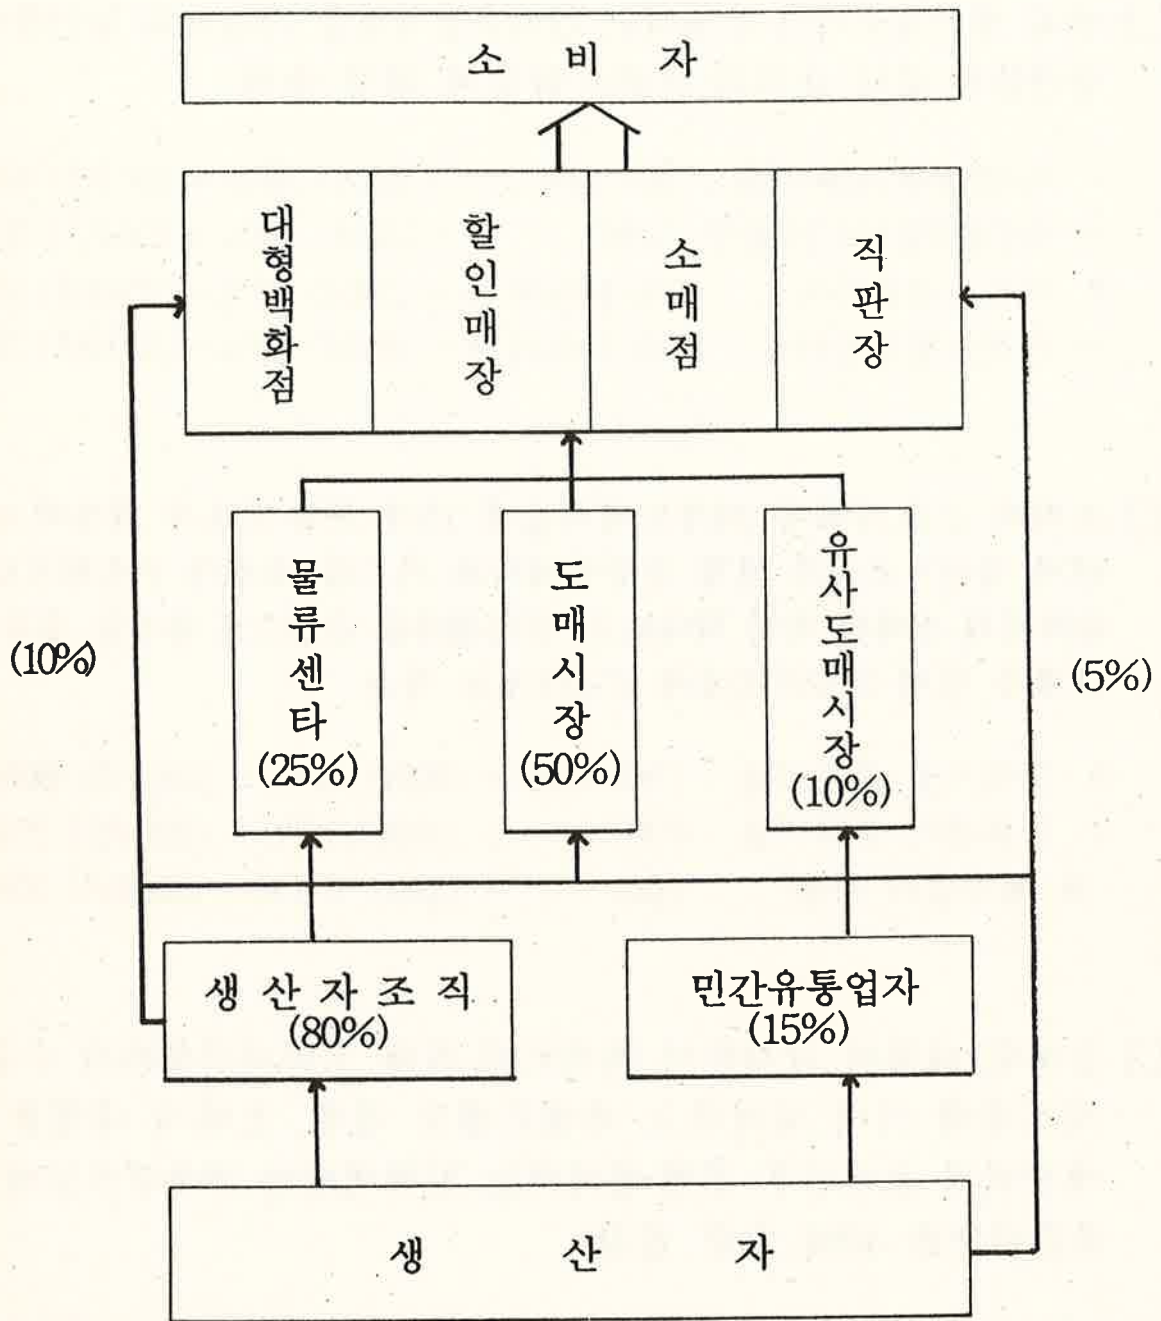 소 비 자
대형백화점
할인매장
소매점
직판장
(10%)
물류센타
(25%)
도매시장
(50%)
유사도매시장
(10%)
(5%)
생 산 자 조 직
(80%)
민간유통업자
(15%)
생 산 자